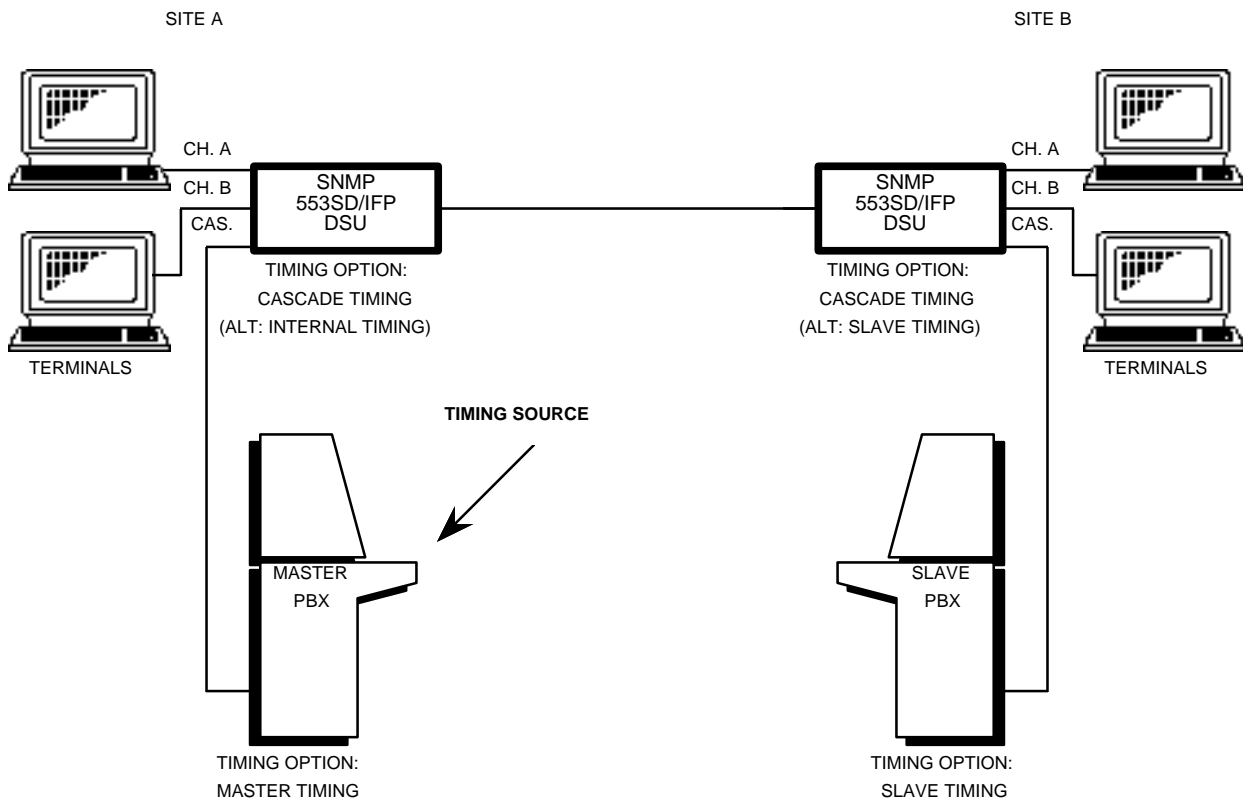 SITE A
SITE B
CH. A
CH. B
CAS.
SNMP
553SD/IFP
DSU
SNMP
553SD/IFP
DSU
CH. A
CH. B
CAS.
TIMING OPTION:
CASCADE TIMING
(ALT: INTERNAL TIMING)
TIMING OPTION:
CASCADE TIMING
(ALT: SLAVE TIMING)
TERMINALS
TERMINALS
TIMING SOURCE
MASTER
PBX
SLAVE
PBX
TIMING OPTION:
MASTER TIMING
TIMING OPTION:
SLAVE TIMING